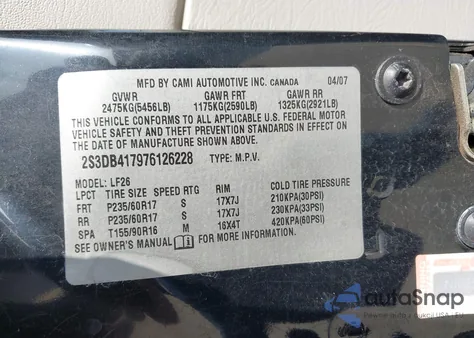 MFD BY CAMI AUTOMOTIVE INC. CANADA 04/07
GVWR GAWR FRT GAWR RR
2475KG(5456LB) 1175KG(2590LB) 1325KG(2921LB)
THIS VEHICLE CONFORMS TO ALL APPLICABLE U.S. FEDERAL MOTOR
VEHICLE SAFETY AND THEFT PREVENTION STANDARDS IN EFFECT ON
THE DATE OF MANUFACTURE SHOWN ABOVE.
2S3DB417976126228 TYPE: M.P.V.
MODEL: LF26
LPCT TIRE SIZE SPEED RTG RIM COLD TIRE PRESSURE
FRT P235/60R17 S 17X7J 210KPA(30PSI)
RR P235/60R17 S 17X7J 230KPA(33PSI)
SPA T155/90R16 M 16X4T 420KPA(60PSI)
SEE OWNER'S MANUAL FOR MORE INFORMATION.
autoSnap